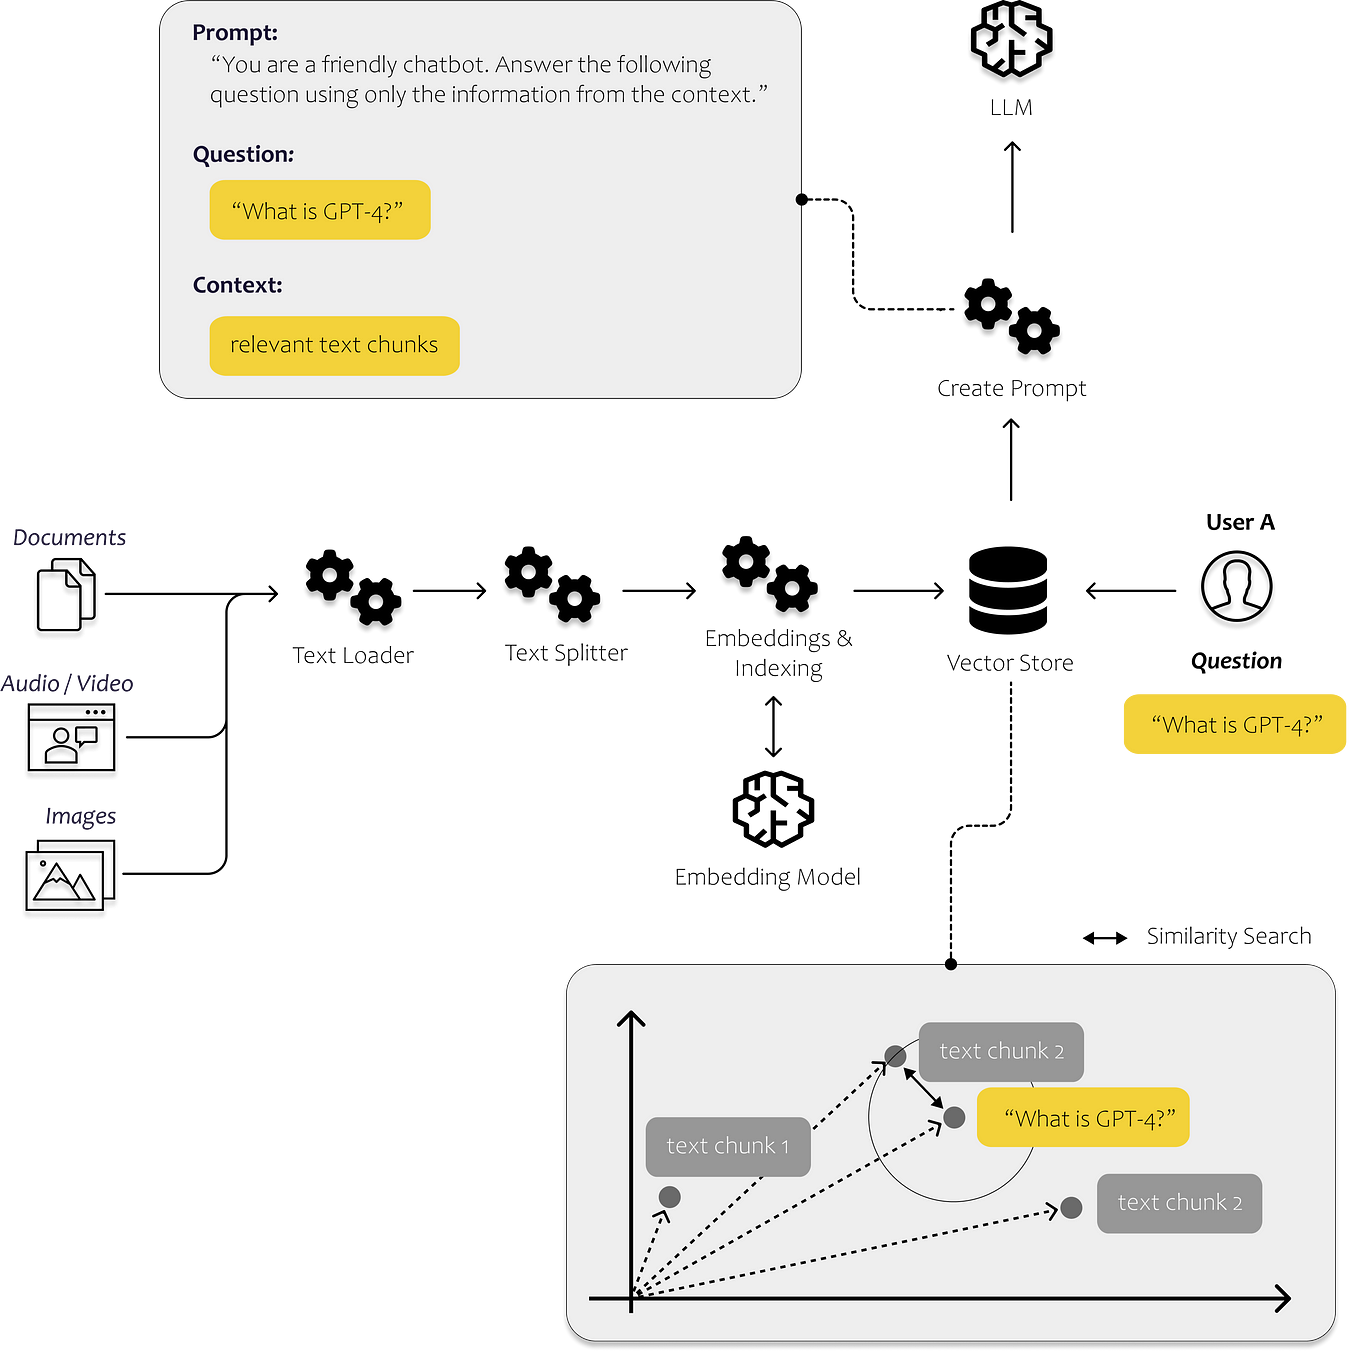 Prompt:
“You are a friendly chatbot. Answer the following
question using only the information from the context.”
Question:
“What is GPT-4?”
Context:
relevant text chunks
LLM
Create Prompt
Documents
Audio / Video
Images
Text Loader
Text Splitter
Embeddings &
Indexing
Embedding Model
Vector Store
User A
Question
“What is GPT-4?”
Similarity Search
text chunk 2
“What is GPT-4?”
text chunk 1
text chunk 2